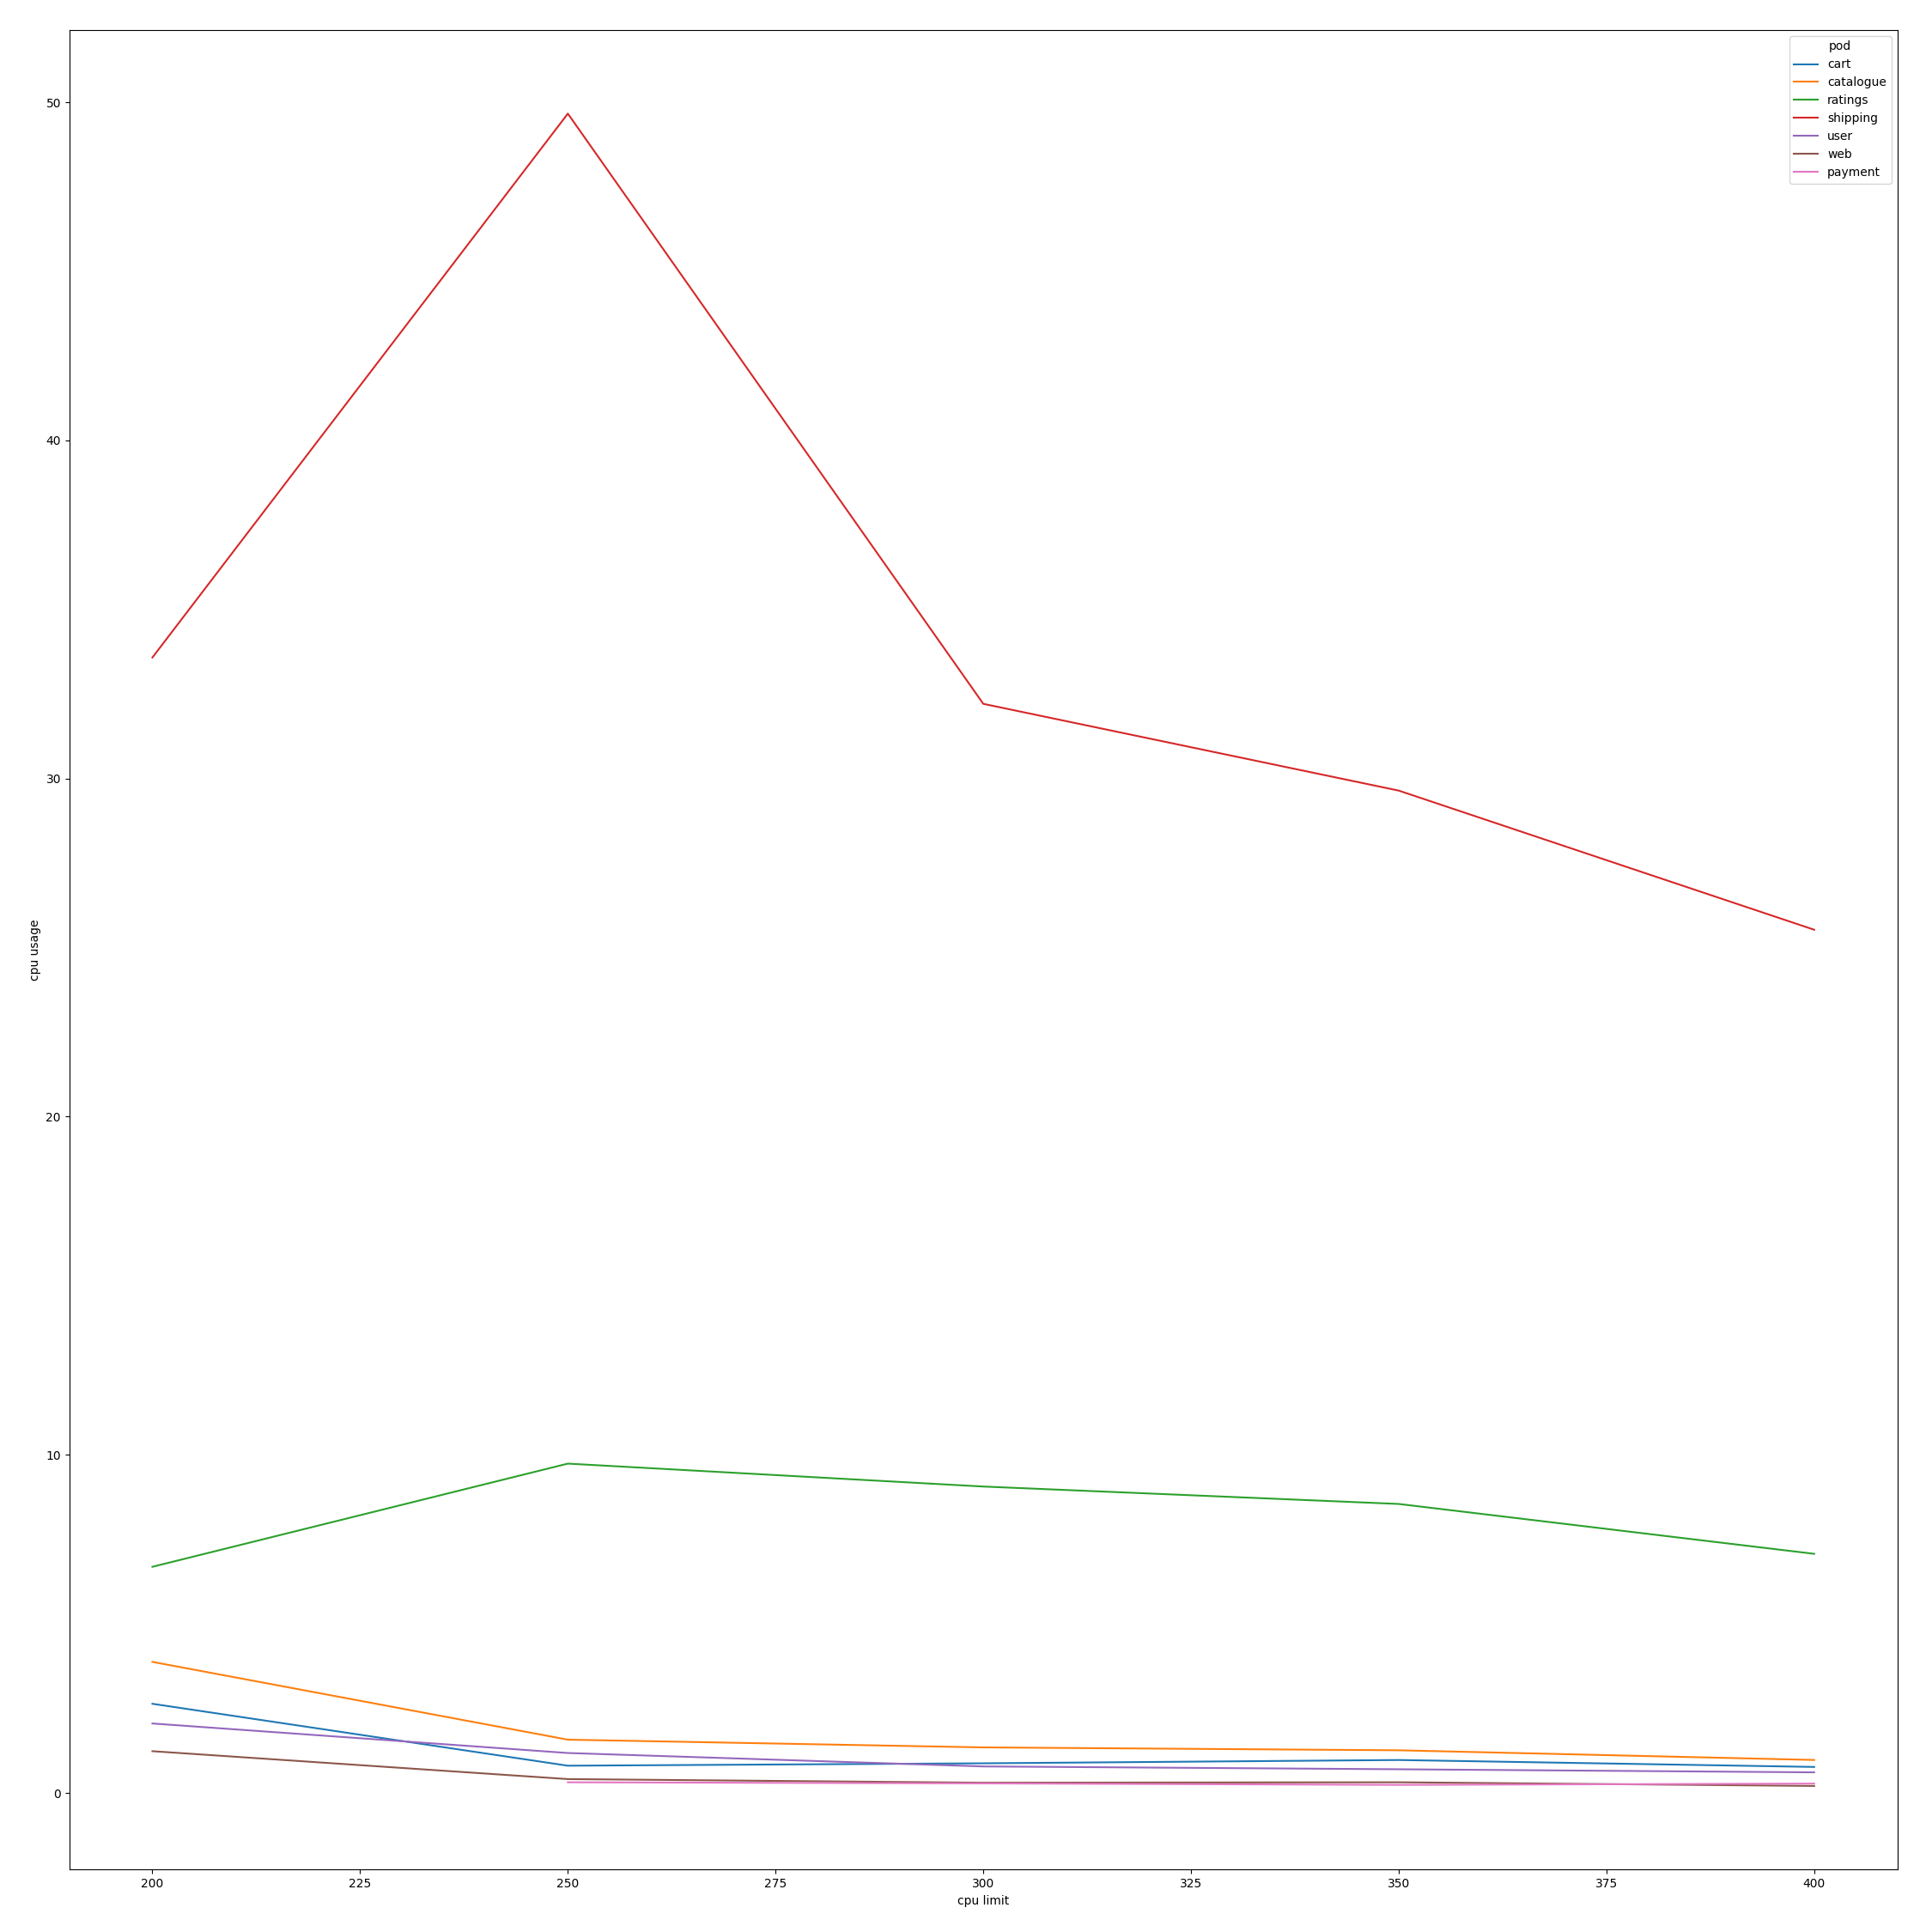 pod
cart
catalogue
ratings
shipping
user
web
payment
50
40
30
20
10
0
cpu usage
200 225 250 275 300 325 350 375 400
cpu limit